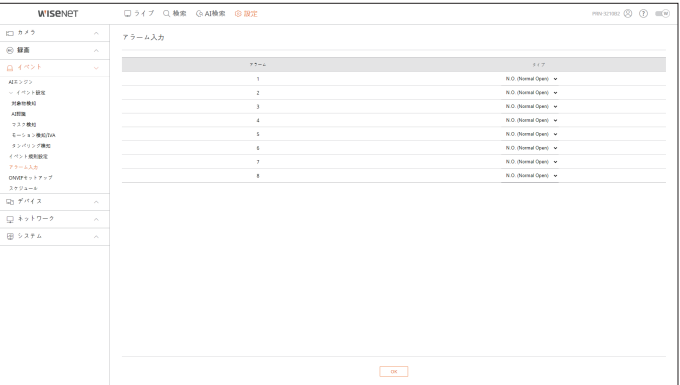 WISENET
ライブ 検索 AI検索 設定
PRN-3210B2
カメラ
録画
イベント
AIエンジン
イベント設定
対象物検知
AI認識
マスク検知
モーション検知/IVA
タンパリング検知
イベント規則設定
アラーム入力
ONVIFセットアップ
スケジュール
デバイス
ネットワーク
システム
アラーム入力
アラーム タイプ
1 N.O. (Normal Open)
2 N.O. (Normal Open)
3 N.O. (Normal Open)
4 N.O. (Normal Open)
5 N.O. (Normal Open)
6 N.O. (Normal Open)
7 N.O. (Normal Open)
8 N.O. (Normal Open)
OK